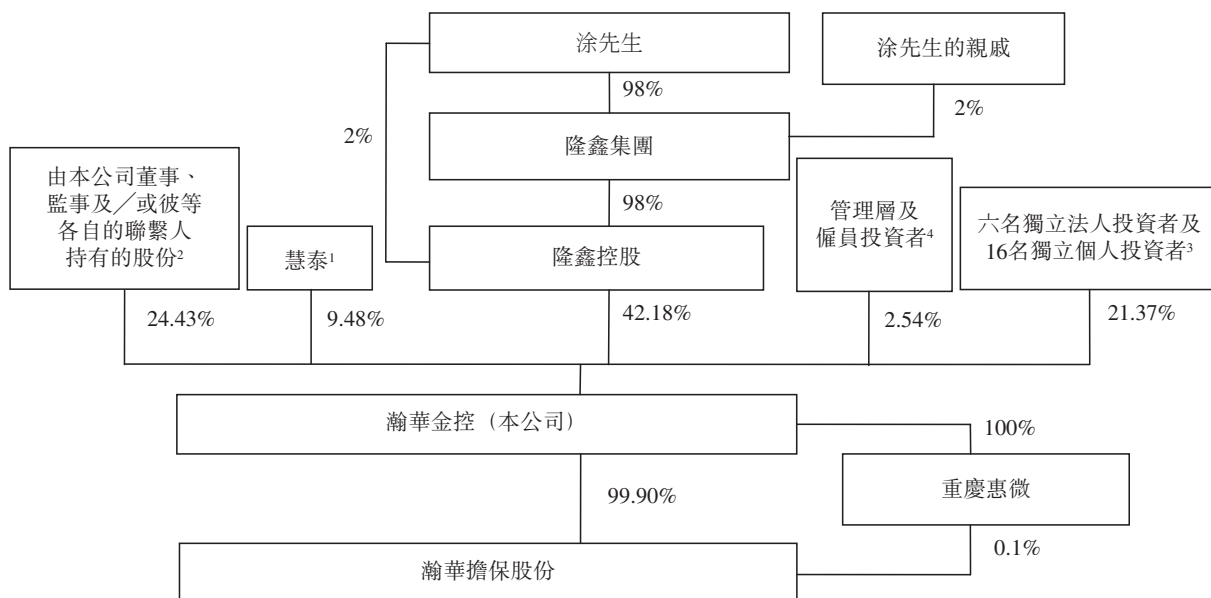 涂先生
涂先生的親戚
98%
2%
2%
隆鑫集團
由本公司董事、
監事及／或彼等
各自的聯繫人
持有的股份2
98%
管理層及
僱員投資者4
六名獨立法人投資者及
16名獨立個人投資者3
慧泰1
隆鑫控股
24.43%
9.48%
42.18%
2.54%
21.37%
瀚華金控（本公司）
100%
99.90%
重慶惠微
0.1%
瀚華擔保股份